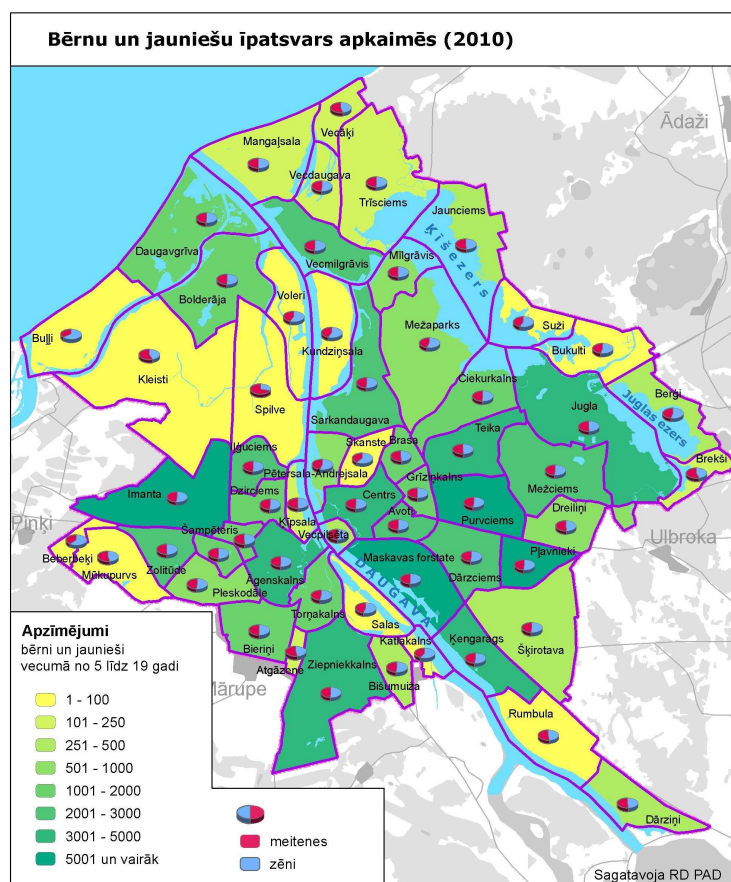 Bērnu un jauniešu īpatsvars apkaimēs (2010)
Ādaži
Vecāķi
Mangaļsala
Vecdaugava
Trīsciems
Jaunciems
Ķīšezers
Daugavgrīva
Vecmīlgrāvis
Mīlgrāvis
Bolderāja
Voleri
Suži
Mežaparks
Buļļi
Kundziņsala
Bukulti
Kleisti
Ciekurkalns
Berģi
Spilve
Jugla
Juglas ezers
Sarkandaugava
Teika
Skanste
Brasa
Iļģuciems
Pētersala-Andrejsala
Brekši
Grīziņkalns
Dzirciems
Mežciems
Imanta
Centrs
Dreiliņi
Ķīpsala
Avoti
Purvciems
Pinķi
Šampēteris
Vecpilsēta
Ulbroka
Beberbeķi
Maskavas forštate
Pļavnieki
Mūkupurvs
Zolitūde
Āgenskalns
DAUGAVA
Dārzciems
Pleskodāle
Torņakalns
Salas
Bieriņi
Katlakalns
Ķengarags
Šķirotava
Atgāzene
Ziepniekkalns
Mārupe
Bišumuiža
Rumbula
Dārziņi
Apzīmējumi
bērni un jaunieši
vecumā no 5 līdz 19 gadi
1 - 100
101 - 250
251 - 500
501 - 1000
1001 - 2000
2001 - 3000
3001 - 5000
5001 un vairāk
meitenes
zēni
Sagatavoja RD PAD